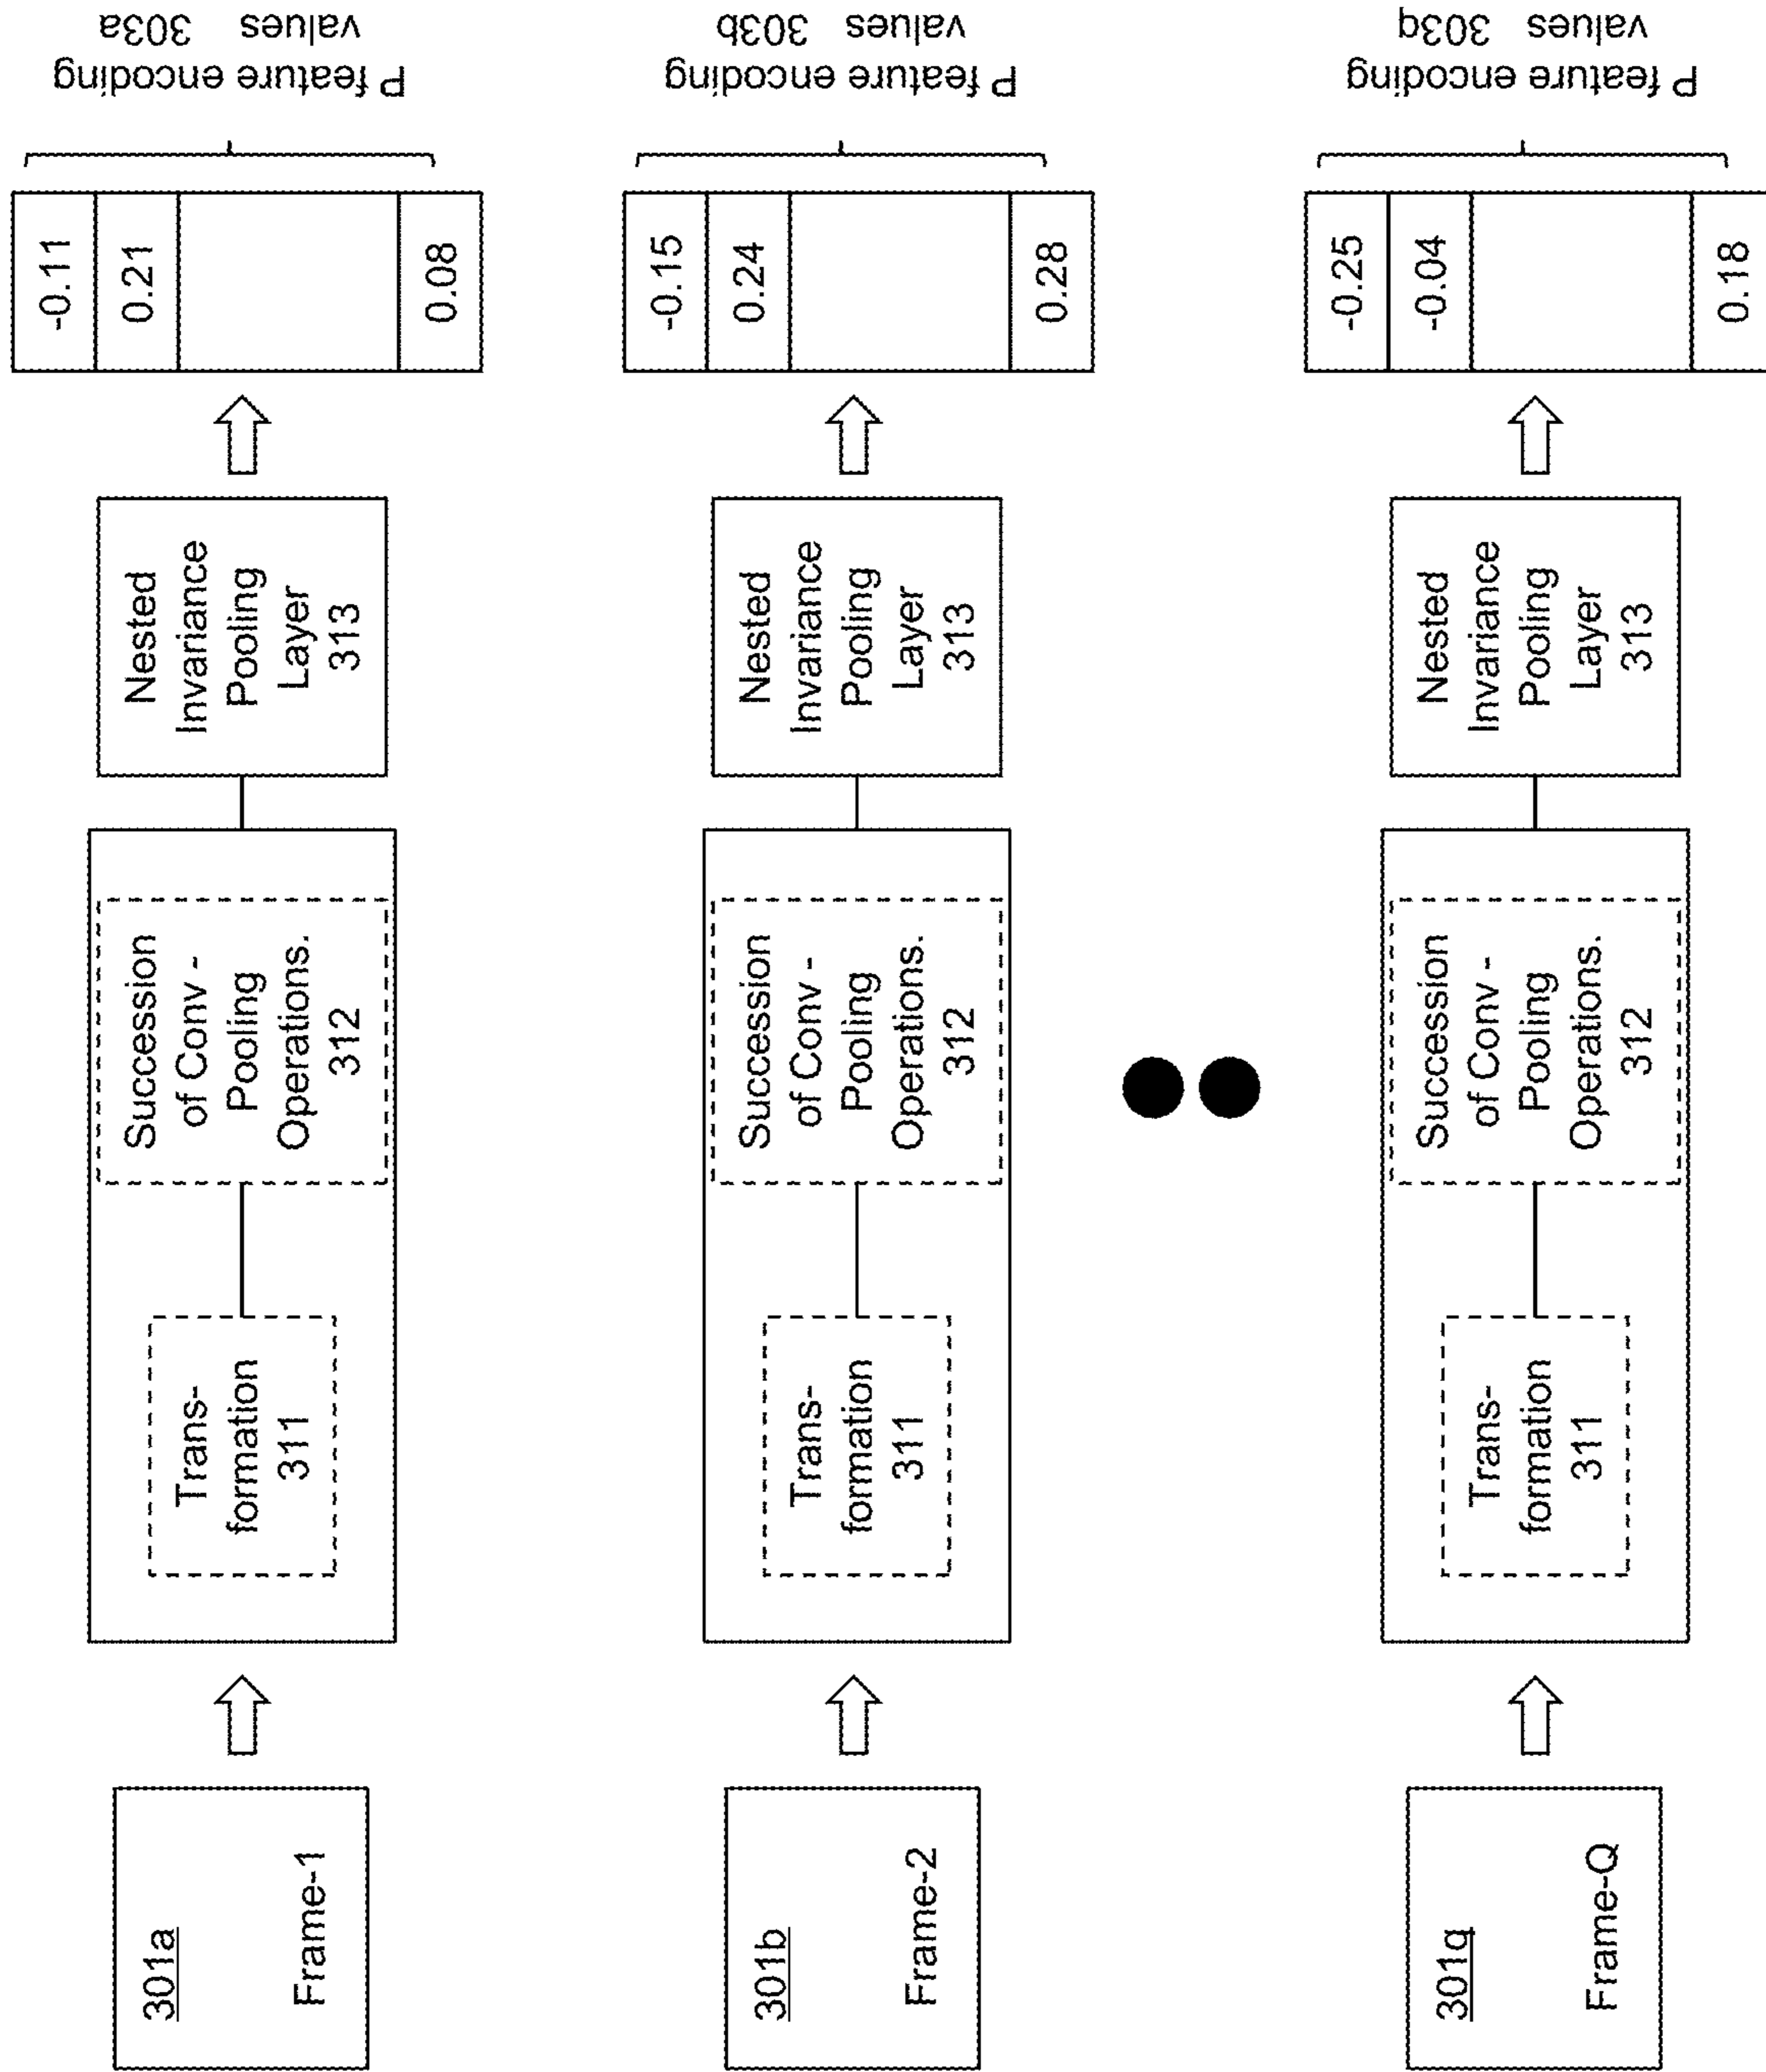 301a
Frame-1
Trans-
formation
311
Succession
of Conv -
Pooling
Operations.
312
Nested
Invariance
Pooling
Layer
313
-0.11
0.21
0.08
P feature encoding
values 303a
301b
Frame-2
Trans-
formation
311
Succession
of Conv -
Pooling
Operations.
312
Nested
Invariance
Pooling
Layer
313
-0.15
0.24
0.28
P feature encoding
values 303b
301q
Frame-Q
Trans-
formation
311
Succession
of Conv -
Pooling
Operations.
312
Nested
Invariance
Pooling
Layer
313
-0.25
-0.04
0.18
P feature encoding
values 303q